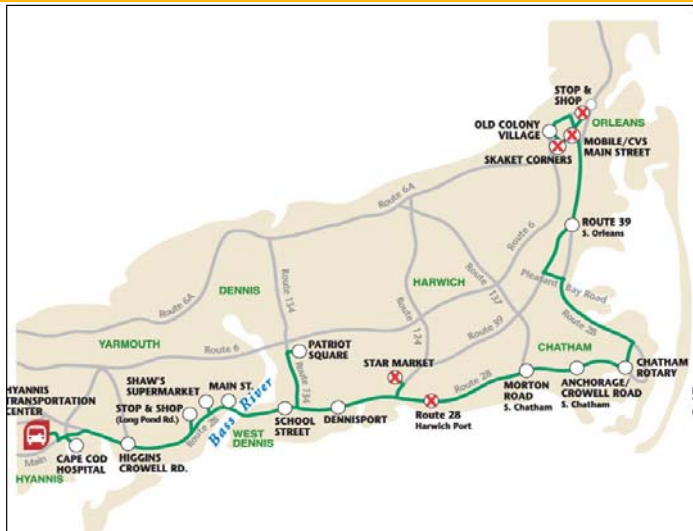 STOP &
SHOP
ORLEANS
OLD COLONY
VILLAGE
MOBILE/CVS
MAIN STREET
SKAKET CORNERS
Route 6A
Route 6
ROUTE 39
S. Orleans
Pleasant Bay Road
Route 28
DENNIS
Route 134
HARWICH
Route 137
Route 124
Route 39
Route 6A
YARMOUTH
Route 6
PATRIOT
SQUARE
STAR MARKET
CHATHAM
CHATHAM
ROTARY
Route 28
MORTON
ROAD
S. Chatham
ANCHORAGE/
CROWELL ROAD
S. Chatham
Route 28
Harwich Port
DENNISPORT
SCHOOL
STREET
Route 134
WEST
DENNIS
Bass River
MAIN ST.
SHAW'S
SUPERMARKET
STOP & SHOP
(Long Pond Rd.)
Route 28
HIGGINS
CROWELL RD.
CAPE COD
HOSPITAL
HYANNIS
TRANSPORTATION
CENTER
Main
HYANNIS